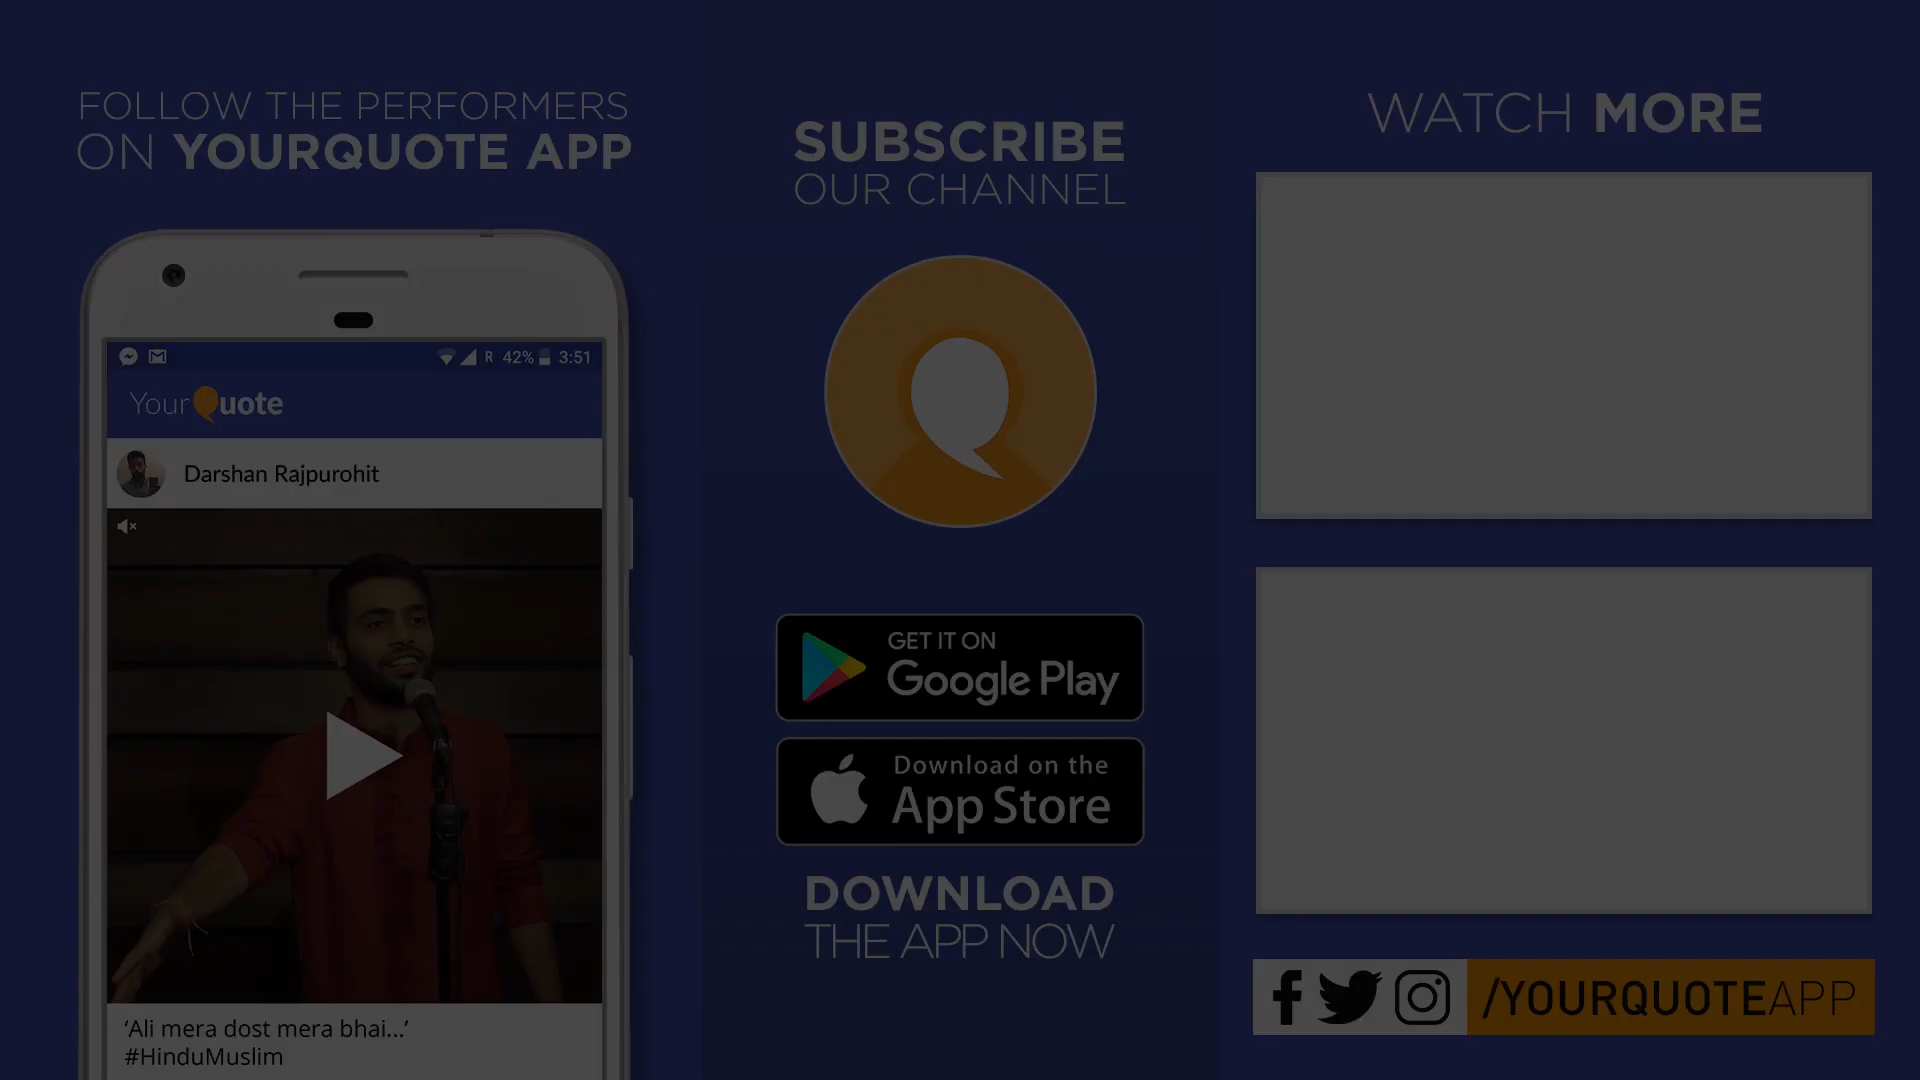 FOLLOW THE PERFORMERS
ON YOURQUOTE APP
R 42% 3:51
YourQuote
Darshan Rajpurohit
‘Ali mera dost mera bhai...’
#HinduMuslim
SUBSCRIBE
OUR CHANNEL
GET IT ON
Google Play
Download on the
App Store
DOWNLOAD
THE APP NOW
WATCH MORE
/YOURQUOTEAPP